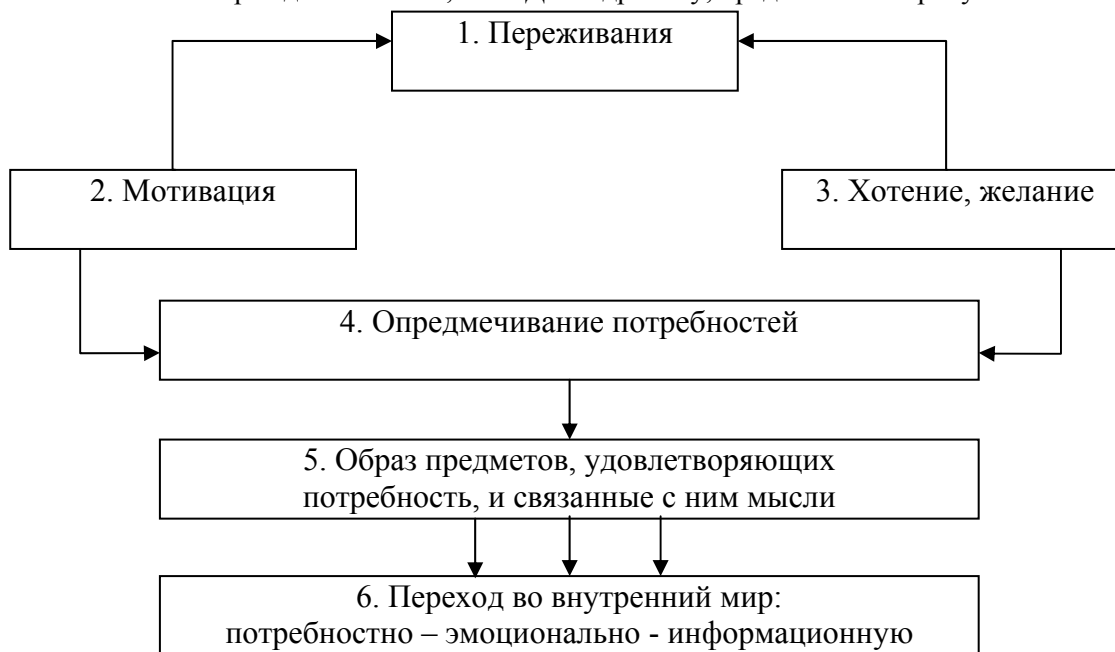 1. Переживания
2. Мотивация
3. Хотение, желание
4. Опредмечивание потребностей
5. Образ предметов, удовлетворяющих
потребность, и связанные с ним мысли
6. Переход во внутренний мир:
потребностно – эмоционально - информационную